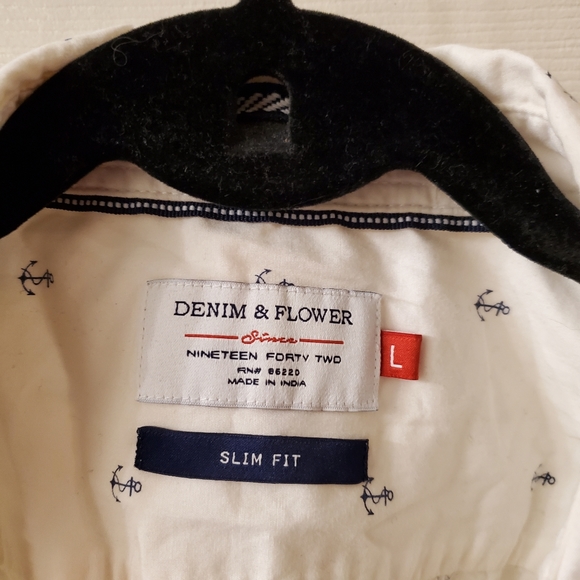 DENIM & FLOWER
Since
NINETEEN FORTY TWO
RN# 86220
MADE IN INDIA
L
SLIM FIT